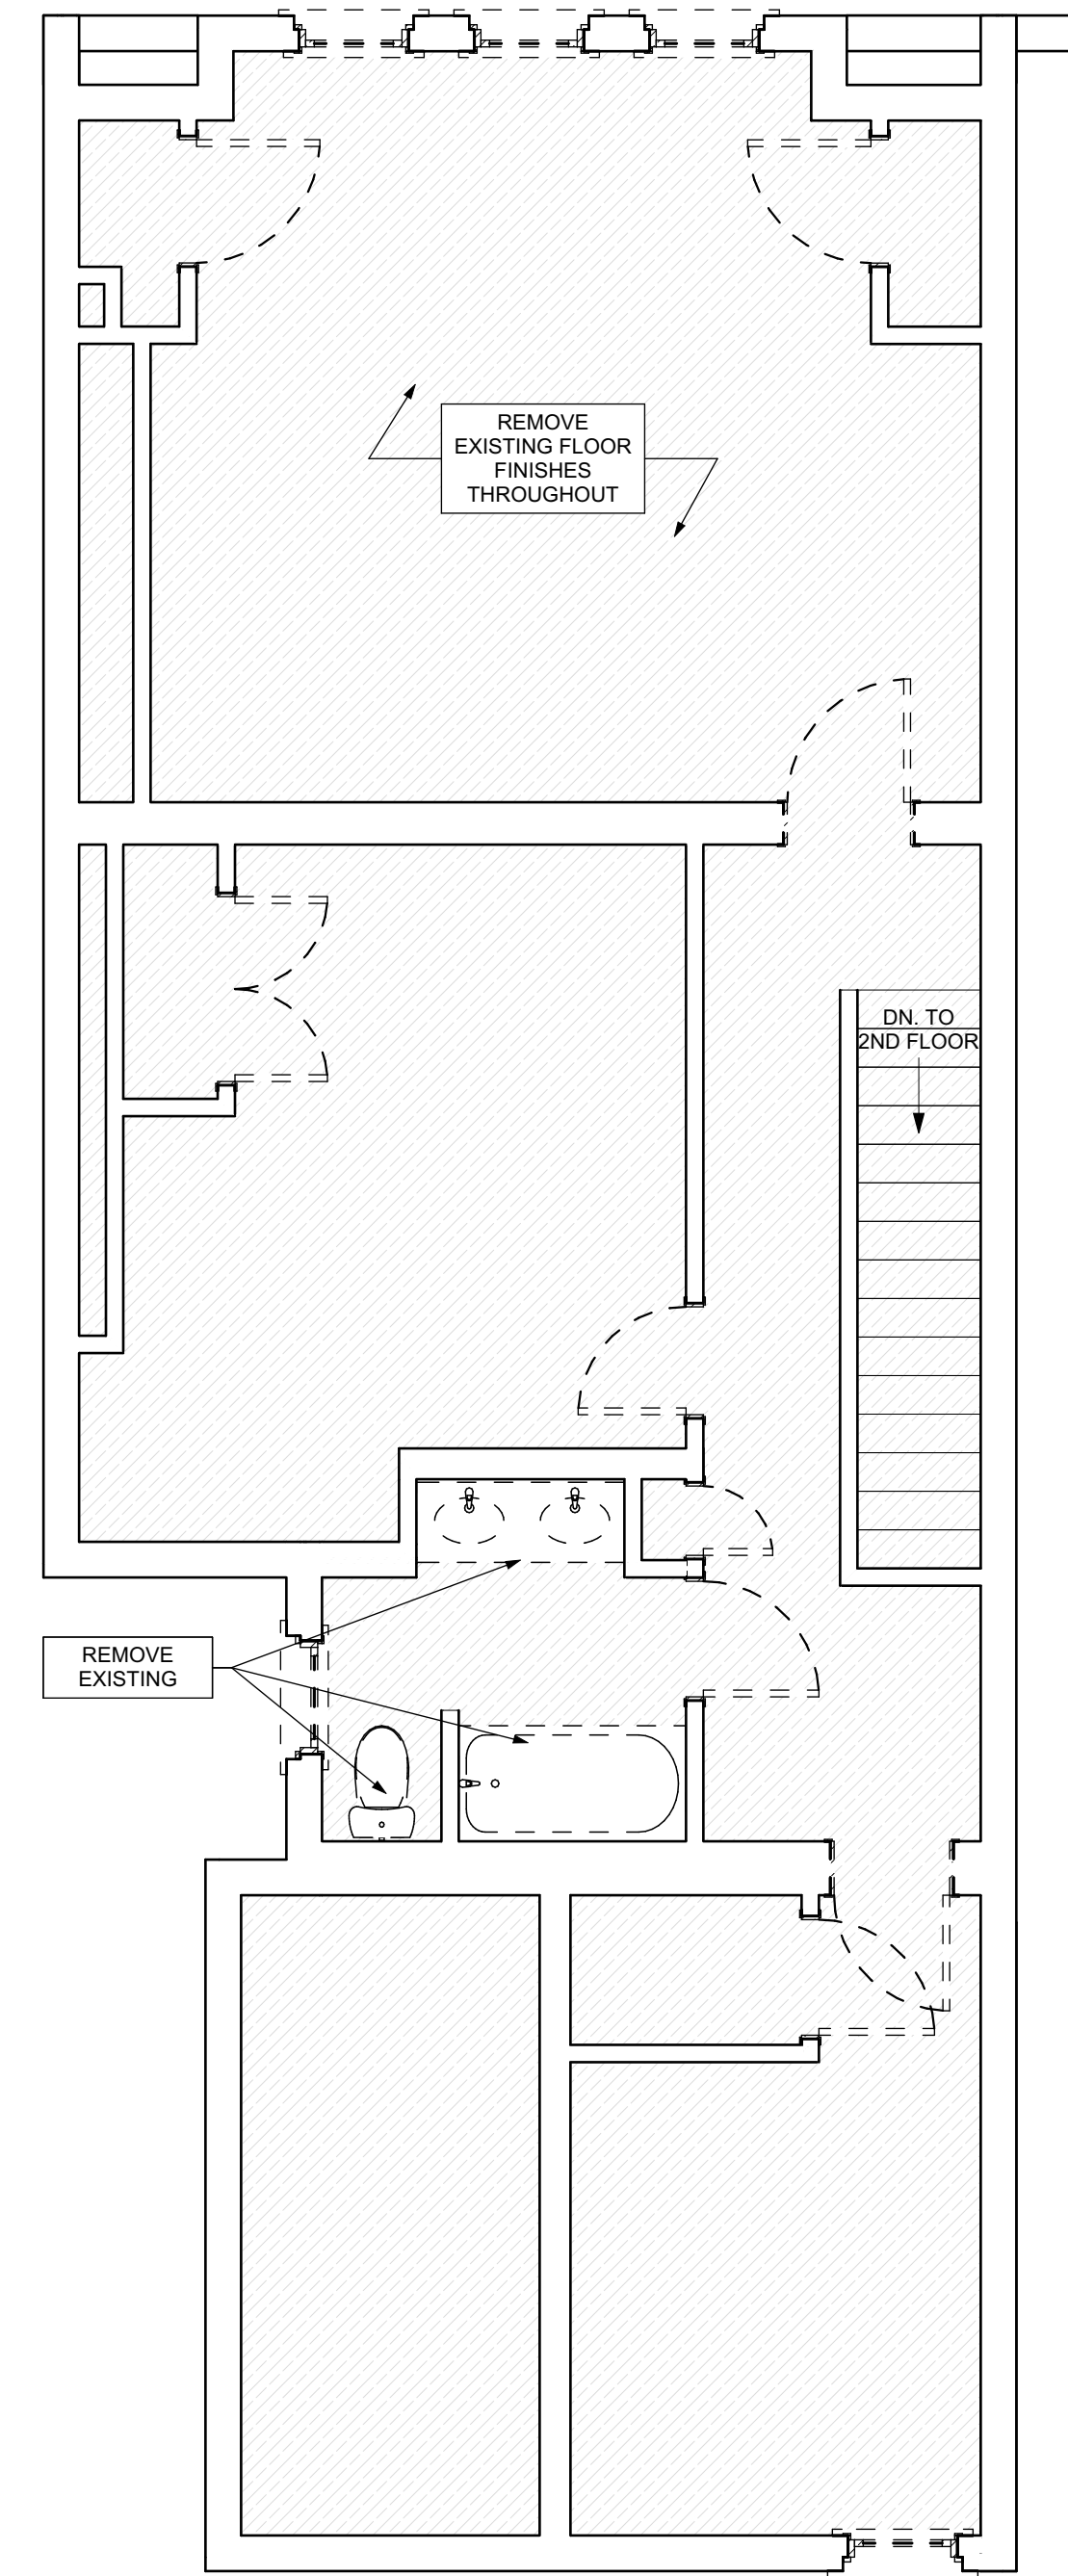 REMOVE
EXISTING FLOOR
FINISHES
THROUGHOUT
DN. TO
2ND FLOOR
REMOVE
EXISTING